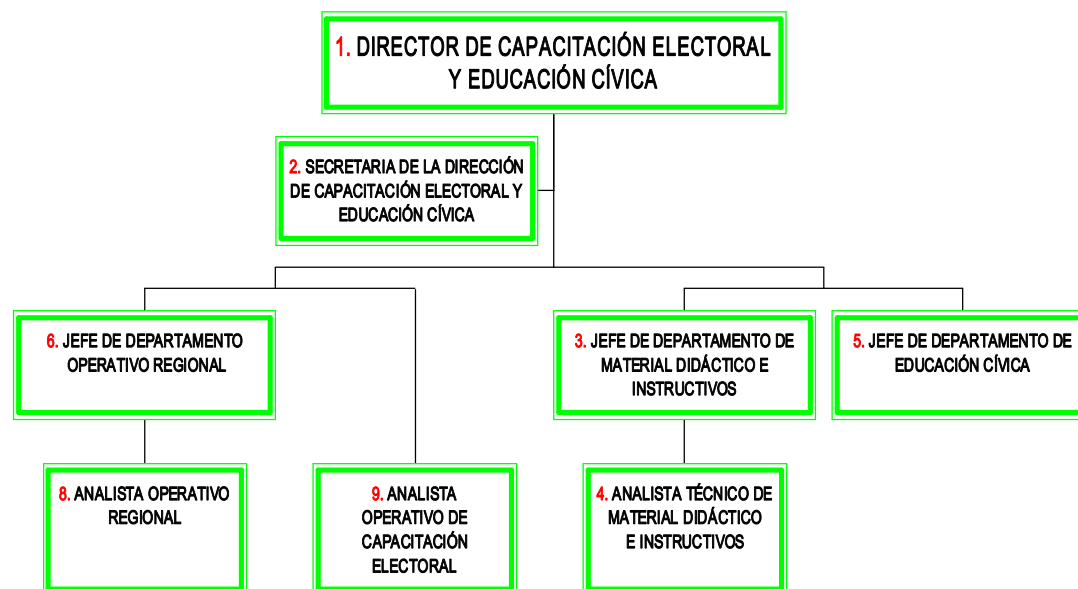 1. DIRECTOR DE CAPACITACIÓN ELECTORAL
Y EDUCACIÓN CÍVICA
2. SECRETARIA DE LA DIRECCIÓN
DE CAPACITACIÓN ELECTORAL Y
EDUCACIÓN CÍVICA
6. JEFE DE DEPARTAMENTO
OPERATIVO REGIONAL
3. JEFE DE DEPARTAMENTO DE
MATERIAL DIDÁCTICO E
INSTRUCTIVOS
5. JEFE DE DEPARTAMENTO DE
EDUCACIÓN CÍVICA
8. ANALISTA OPERATIVO
REGIONAL
9. ANALISTA
OPERATIVO DE
CAPACITACIÓN
ELECTORAL
4. ANALISTA TÉCNICO DE
MATERIAL DIDÁCTICO
E INSTRUCTIVOS